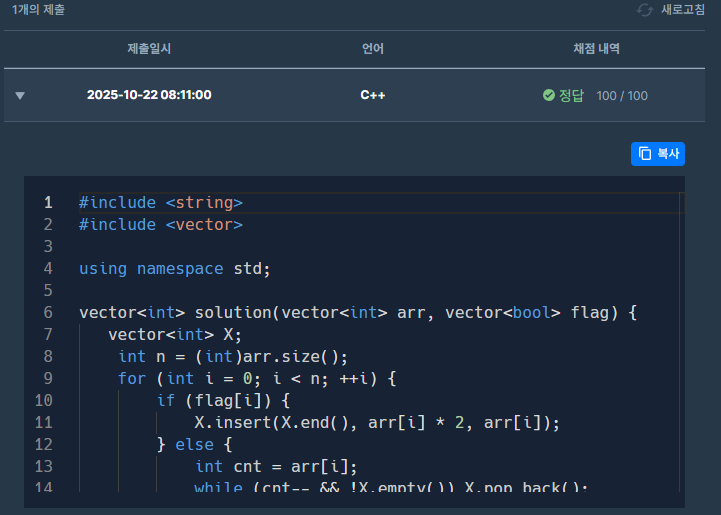 1개의 제출 새로고침
제출일시 언어 채점 내역
2025-10-22 08:11:00 C++ 정답 100 / 100
복사
1 #include <string>
2 #include <vector>
3
4 using namespace std;
5
6 vector<int> solution(vector<int> arr, vector<bool> flag) {
7 vector<int> X;
8 int n = (int)arr.size();
9 for (int i = 0; i < n; ++i) {
10 if (flag[i]) {
11 X.insert(X.end(), arr[i] * 2, arr[i]);
12 } else {
13 int cnt = arr[i];
14 while (cnt-- && !X.empty()) X.pop_back();